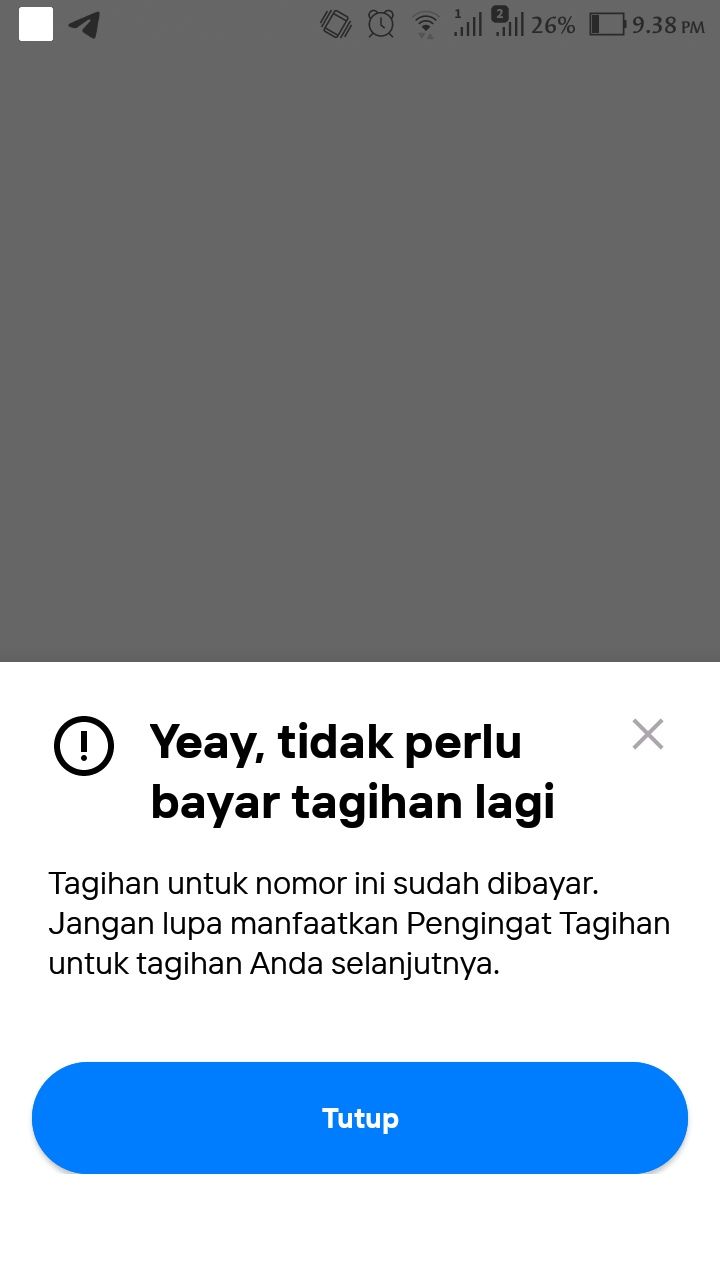 1 2 26% 9.38 PM
Yeay, tidak perlu
bayar tagihan lagi
Tagihan untuk nomor ini sudah dibayar.
Jangan lupa manfaatkan Pengingat Tagihan
untuk tagihan Anda selanjutnya.
Tutup